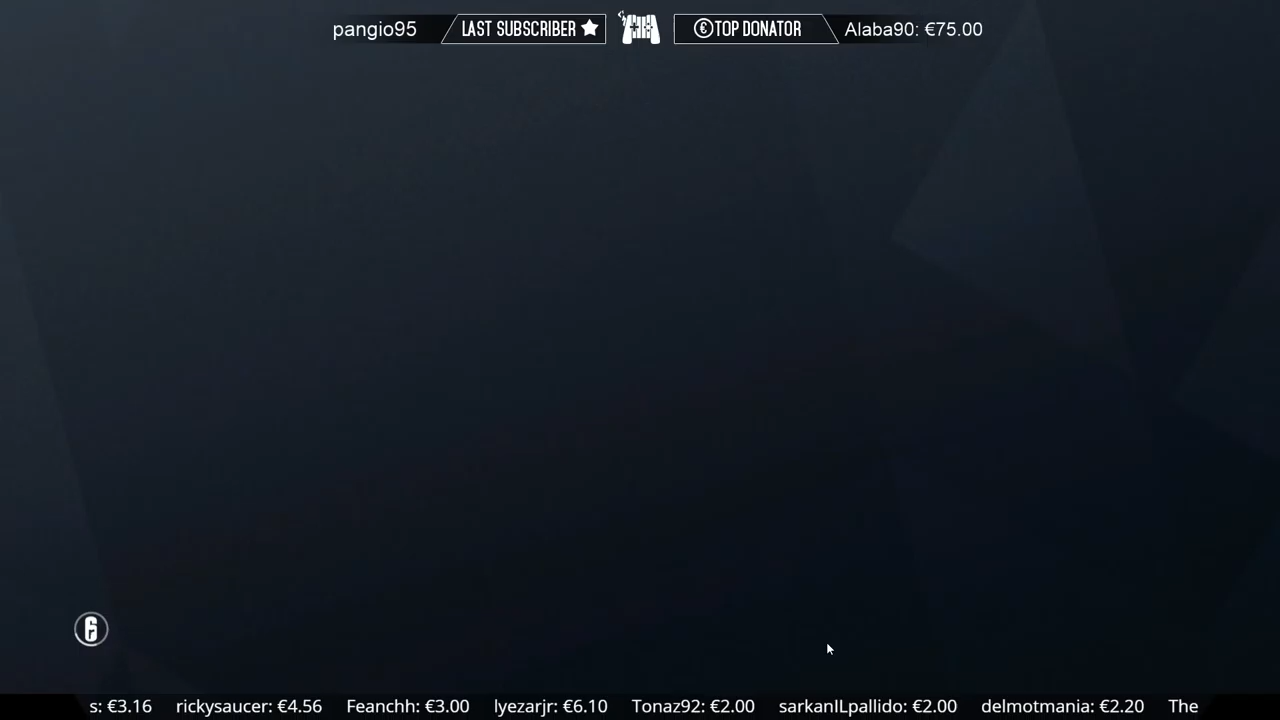 pangio95 LAST SUBSCRIBER TOP DONATOR Alaba90: €75.00
6
s: €3.16 rickysaucer: €4.56 Feanchh: €3.00 lyezarjr: €6.10 Tonaz92: €2.00 sarkanILpallido: €2.00 delmotmania: €2.20 The